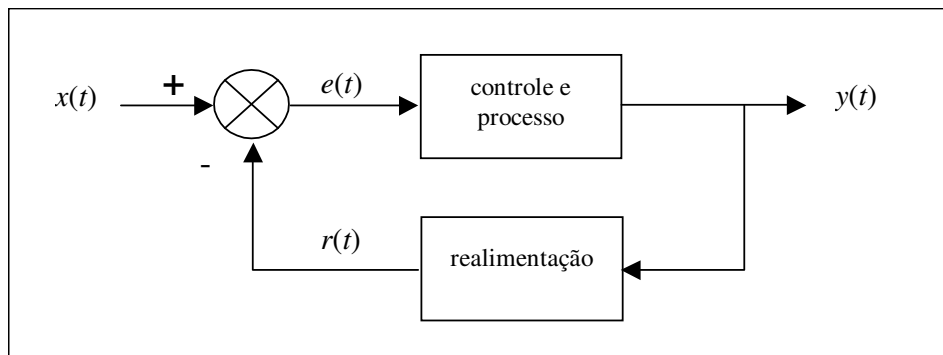 +
x(t)
e(t)
controle e
processo
y(t)
-
r(t)
realimentação